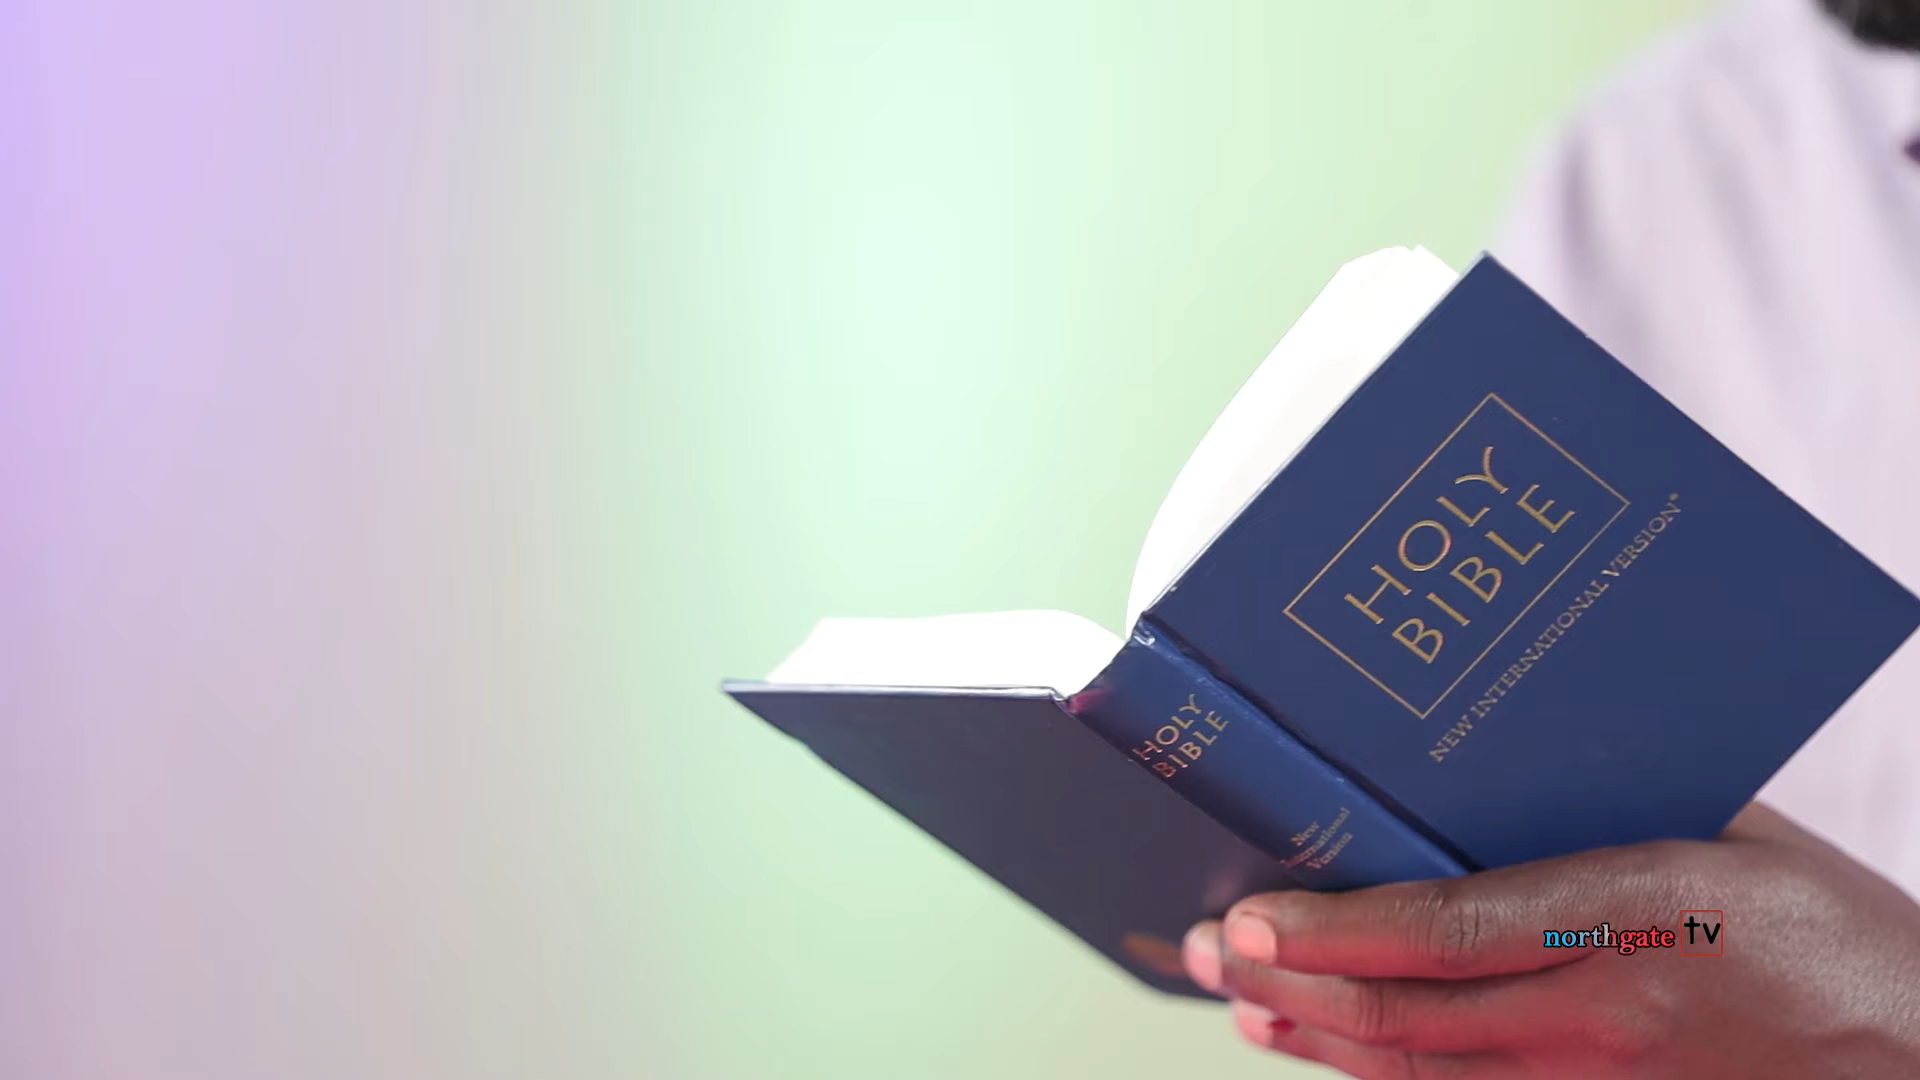 HOLY
BIBLE
NEW INTERNATIONAL VERSION®
HOLY
BIBLE
New
International
Version
northgate tv